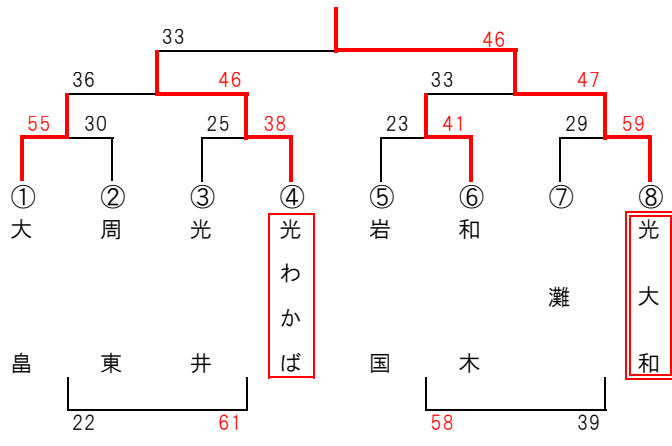 33 46
36 46 33 47
55 30 25 38 23 41 29 59
① ② ③ ④ ⑤ ⑥ ⑦ ⑧
大畠
周東
光井
光わかば
岩国
和木
灘
光大和
22 61 58 39